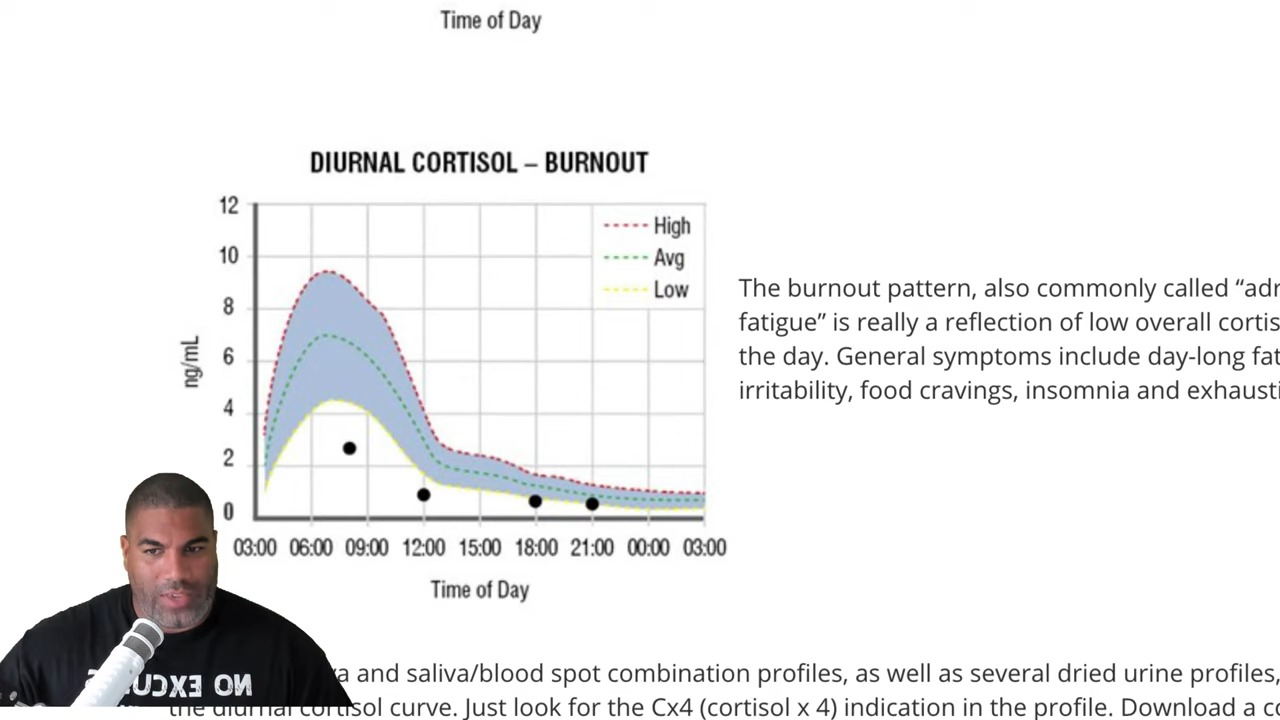 Time of Day
DIURNAL CORTISOL – BURNOUT
12
10
8
6
4
2
0
ng/mL
High
Avg
Low
03:00 06:00 09:00 12:00 15:00 18:00 21:00 00:00 03:00
Time of Day
The burnout pattern, also commonly called “adr
fatigue” is really a reflection of low overall cortis
the day. General symptoms include day-long fat
irritability, food cravings, insomnia and exhausti
NO EXCUS
and saliva/blood spot combination profiles, as well as several dried urine profiles,
the diurnal cortisol curve. Just look for the Cx4 (cortisol x 4) indication in the profile. Download a co